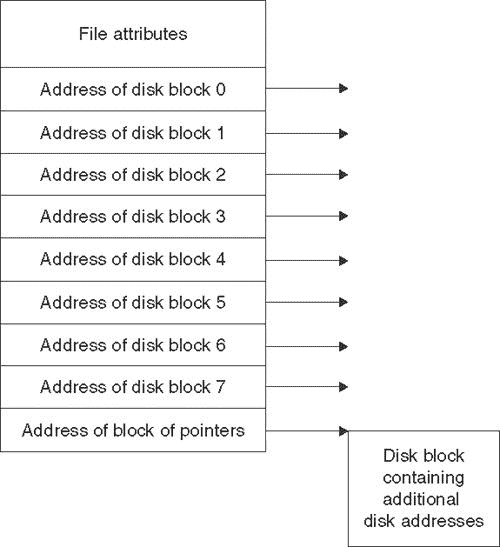 File attributes
Address of disk block 0
Address of disk block 1
Address of disk block 2
Address of disk block 3
Address of disk block 4
Address of disk block 5
Address of disk block 6
Address of disk block 7
Address of block of pointers
Disk block
containing
additional
disk addresses